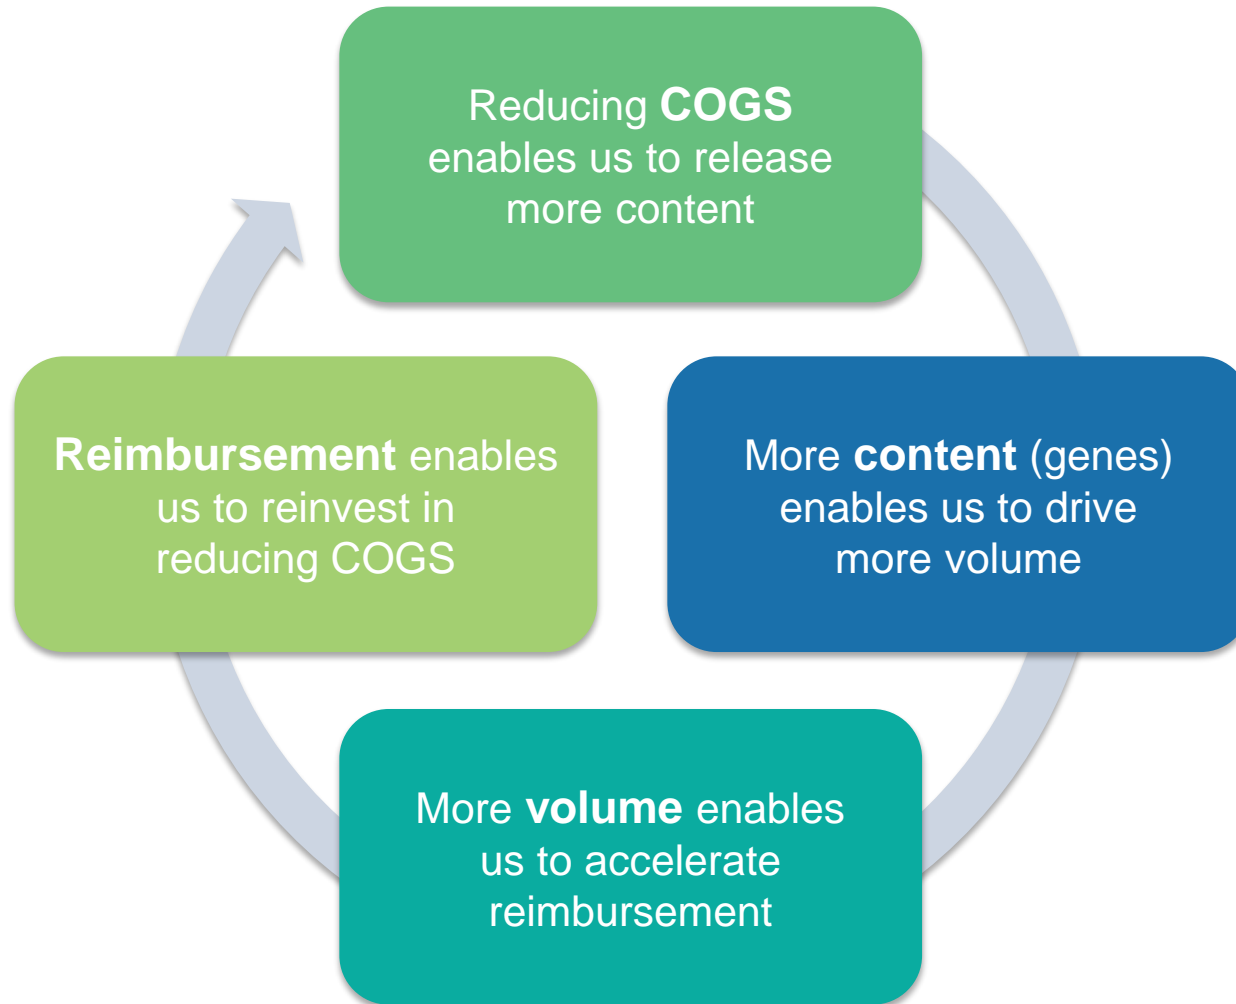 Reducing COGS
enables us to release
more content
More content (genes)
enables us to drive
more volume
More volume enables
us to accelerate
reimbursement
Reimbursement enables
us to reinvest in
reducing COGS